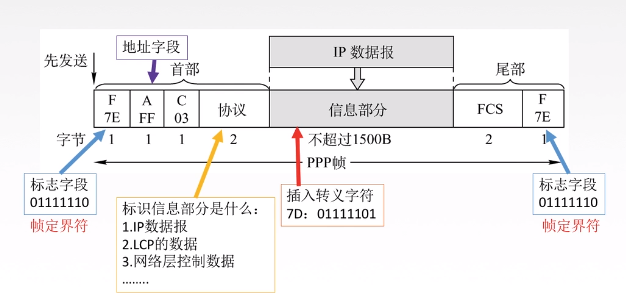 地址字段
IP 数据报
先发送
首部
尾部
F
7E
A
FF
C
03
协议
信息部分
FCS
F
7E
字节
1
1
1
2
不超过1500B
2
1
PPP帧
标志字段
01111110
帧定界符
标识信息部分是什么：
1.IP数据报
2.LCP的数据
3.网络层控制数据
……..
插入转义字符
7D：01111101
标志字段
01111110
帧定界符